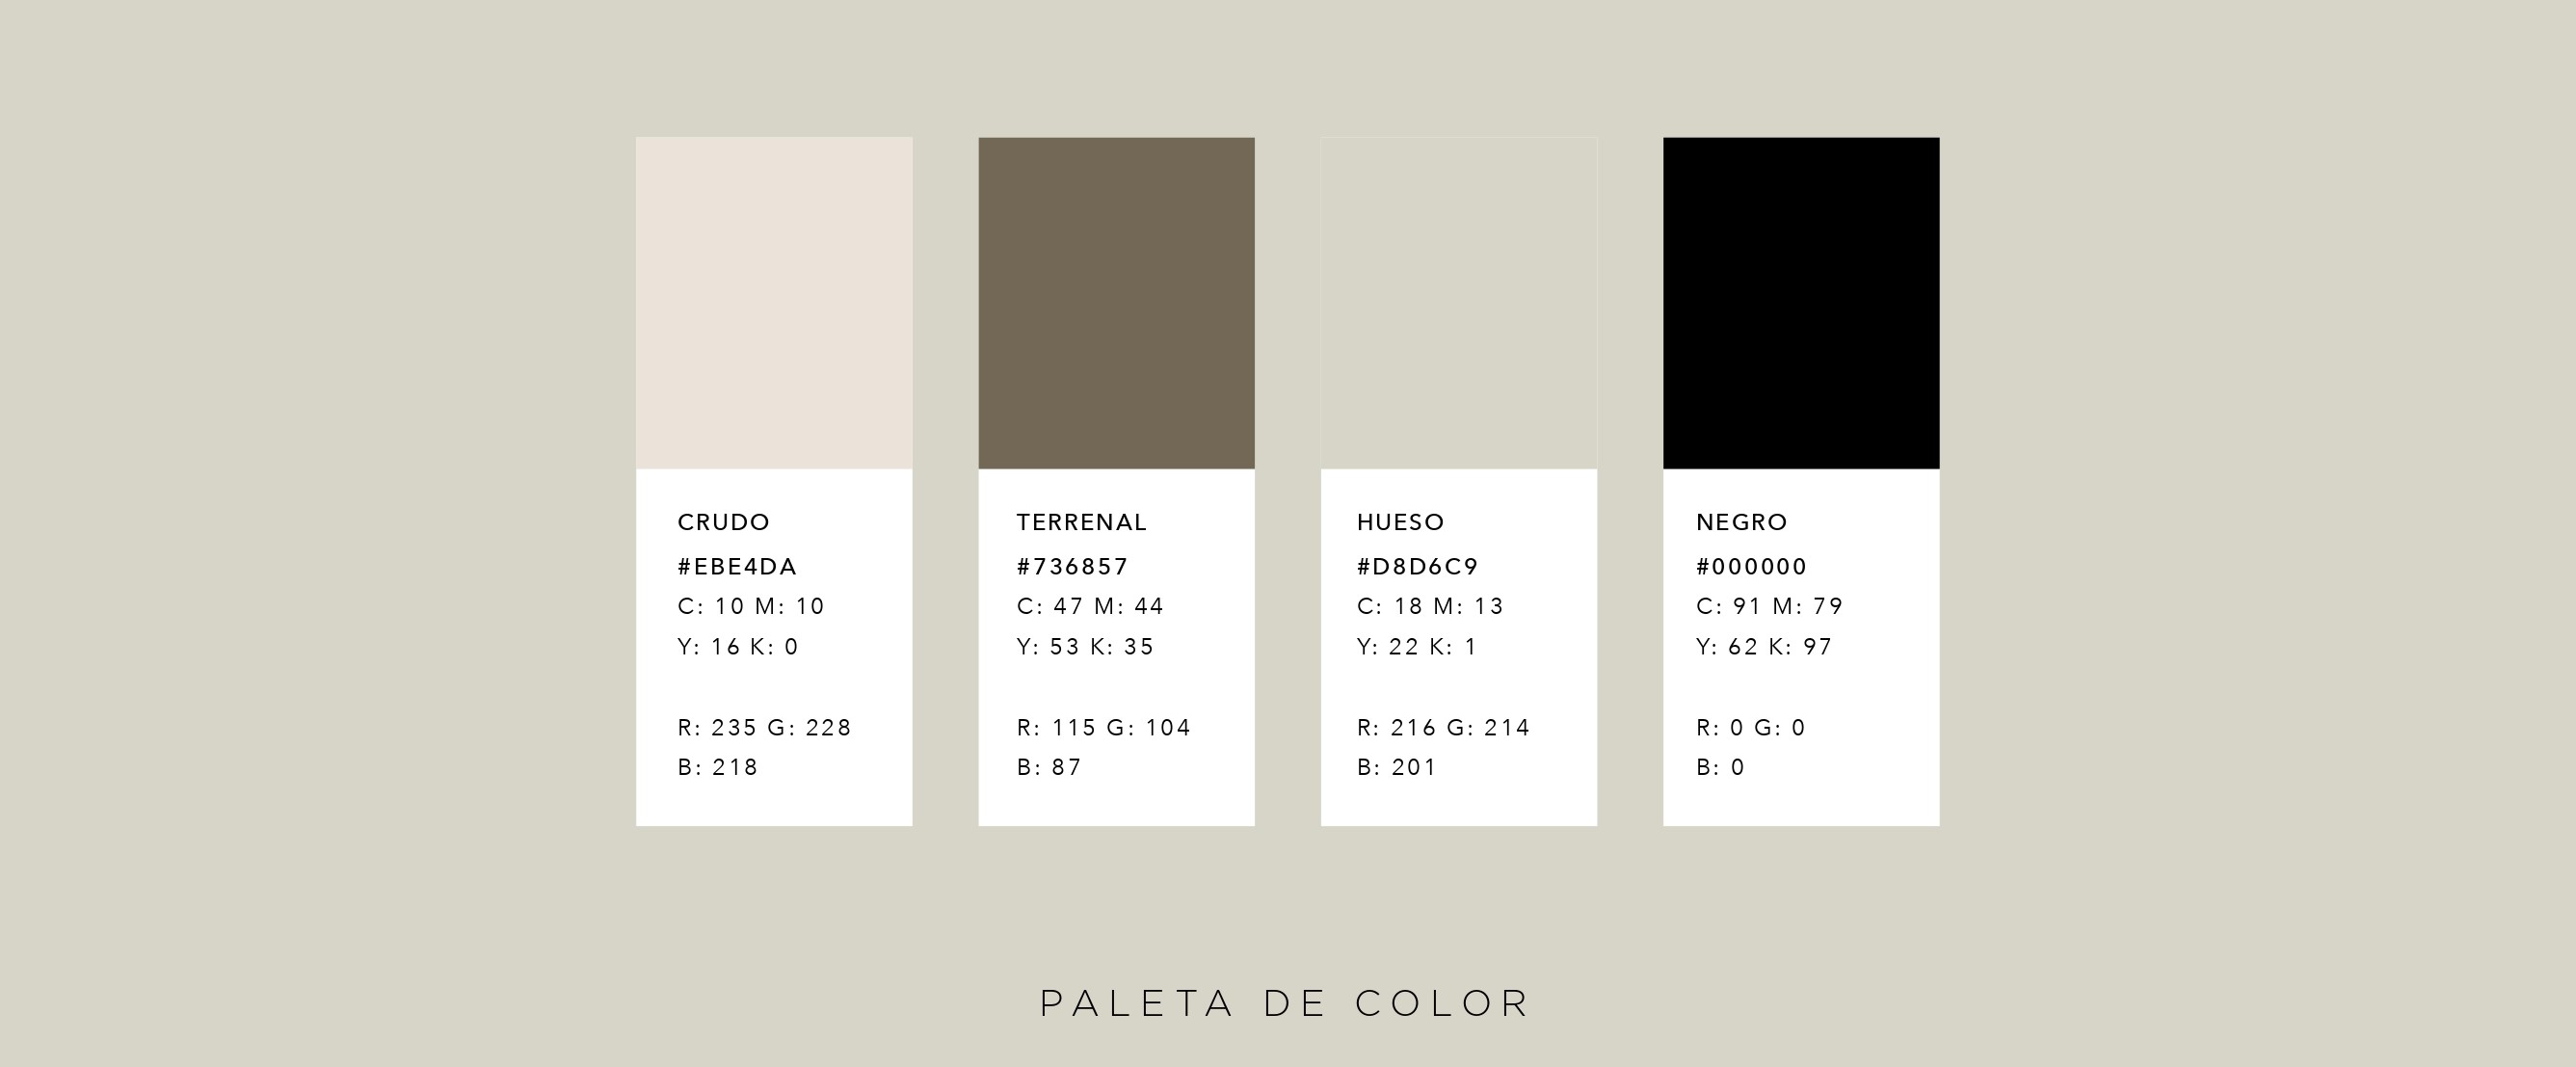 CRUDO
#EBE4DA
C: 10 M: 10
Y: 16 K: 0
R: 235 G: 228
B: 218
TERRENAL
#736857
C: 47 M: 44
Y: 53 K: 35
R: 115 G: 104
B: 87
HUESO
#D8D6C9
C: 18 M: 13
Y: 22 K: 1
R: 216 G: 214
B: 201
NEGRO
#000000
C: 91 M: 79
Y: 62 K: 97
R: 0 G: 0
B: 0
PALETA DE COLOR